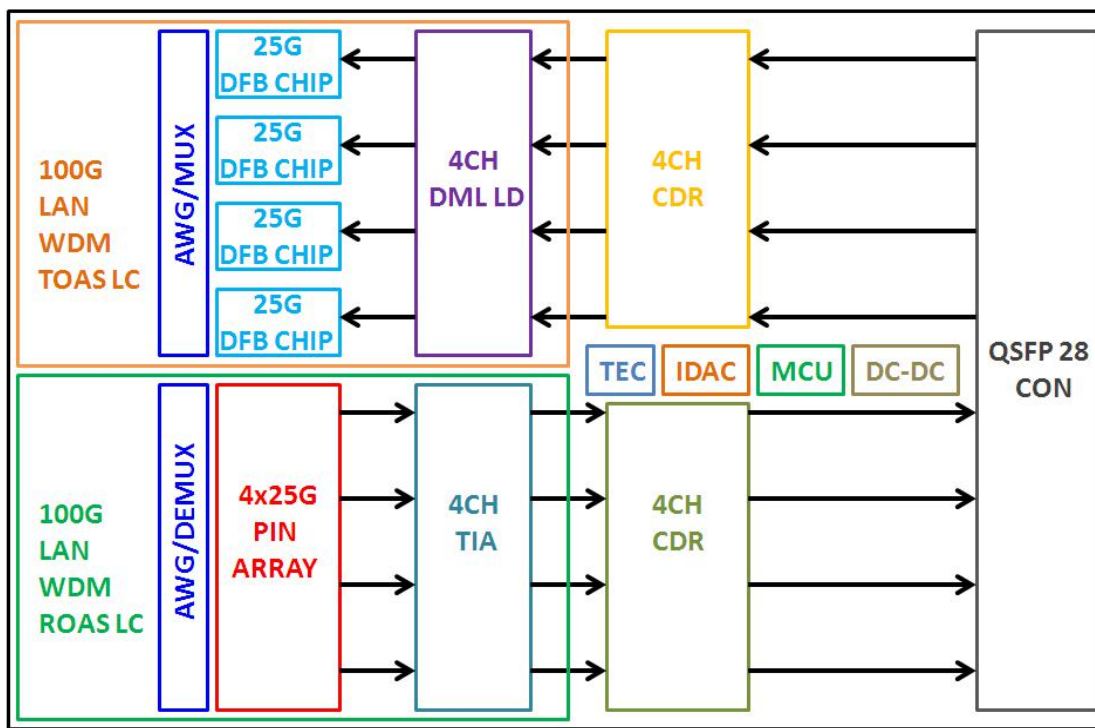 100G
LAN
WDM
TOAS LC
AWG/MUX
25G
DFB CHIP
25G
DFB CHIP
25G
DFB CHIP
25G
DFB CHIP
4CH
DML LD
4CH
CDR
TEC
IDAC
MCU
DC-DC
QSFP 28
CON
100G
LAN
WDM
ROAS LC
AWG/DEMUX
4x25G
PIN
ARRAY
4CH
TIA
4CH
CDR